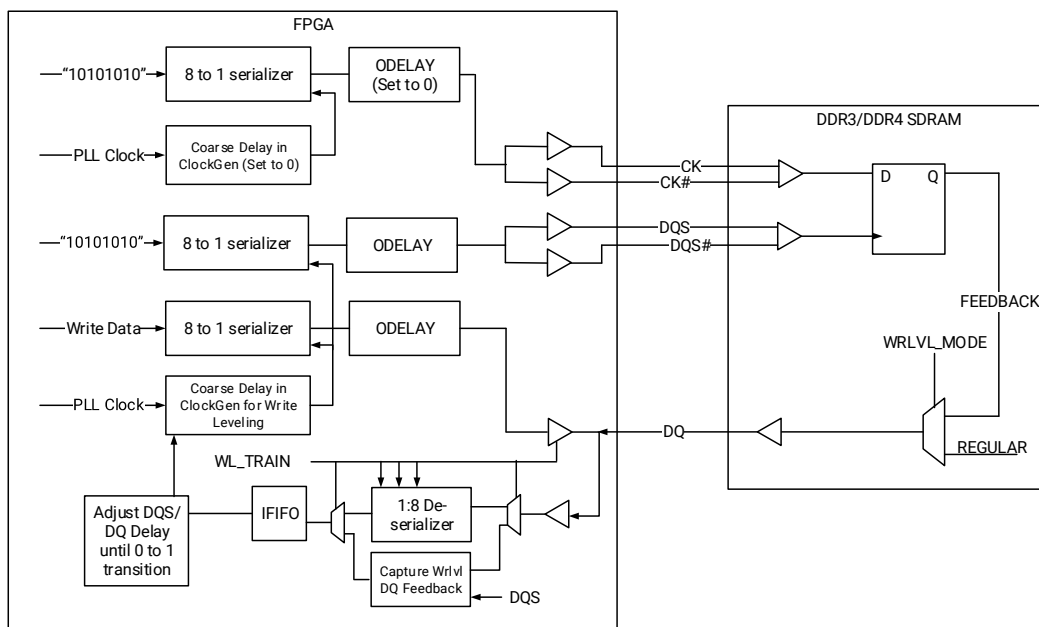 FPGA
"10101010"
8 to 1 serializer
ODELAY
(Set to 0)
PLL Clock
Coarse Delay in
ClockGen (Set to 0)
DDR3/DDR4 SDRAM
CK
CK#
D
Q
"10101010"
8 to 1 serializer
ODELAY
DQS
DQS#
FEEDBACK
Write Data
8 to 1 serializer
ODELAY
WRLVL_MODE
PLL Clock
Coarse Delay in
ClockGen for Write
Leveling
DQ
REGULAR
WL_TRAIN
Adjust DQS/
DQ Delay
until 0 to 1
transition
IFIFO
1:8 De-
serializer
Capture Wrlvl
DQ Feedback
DQS